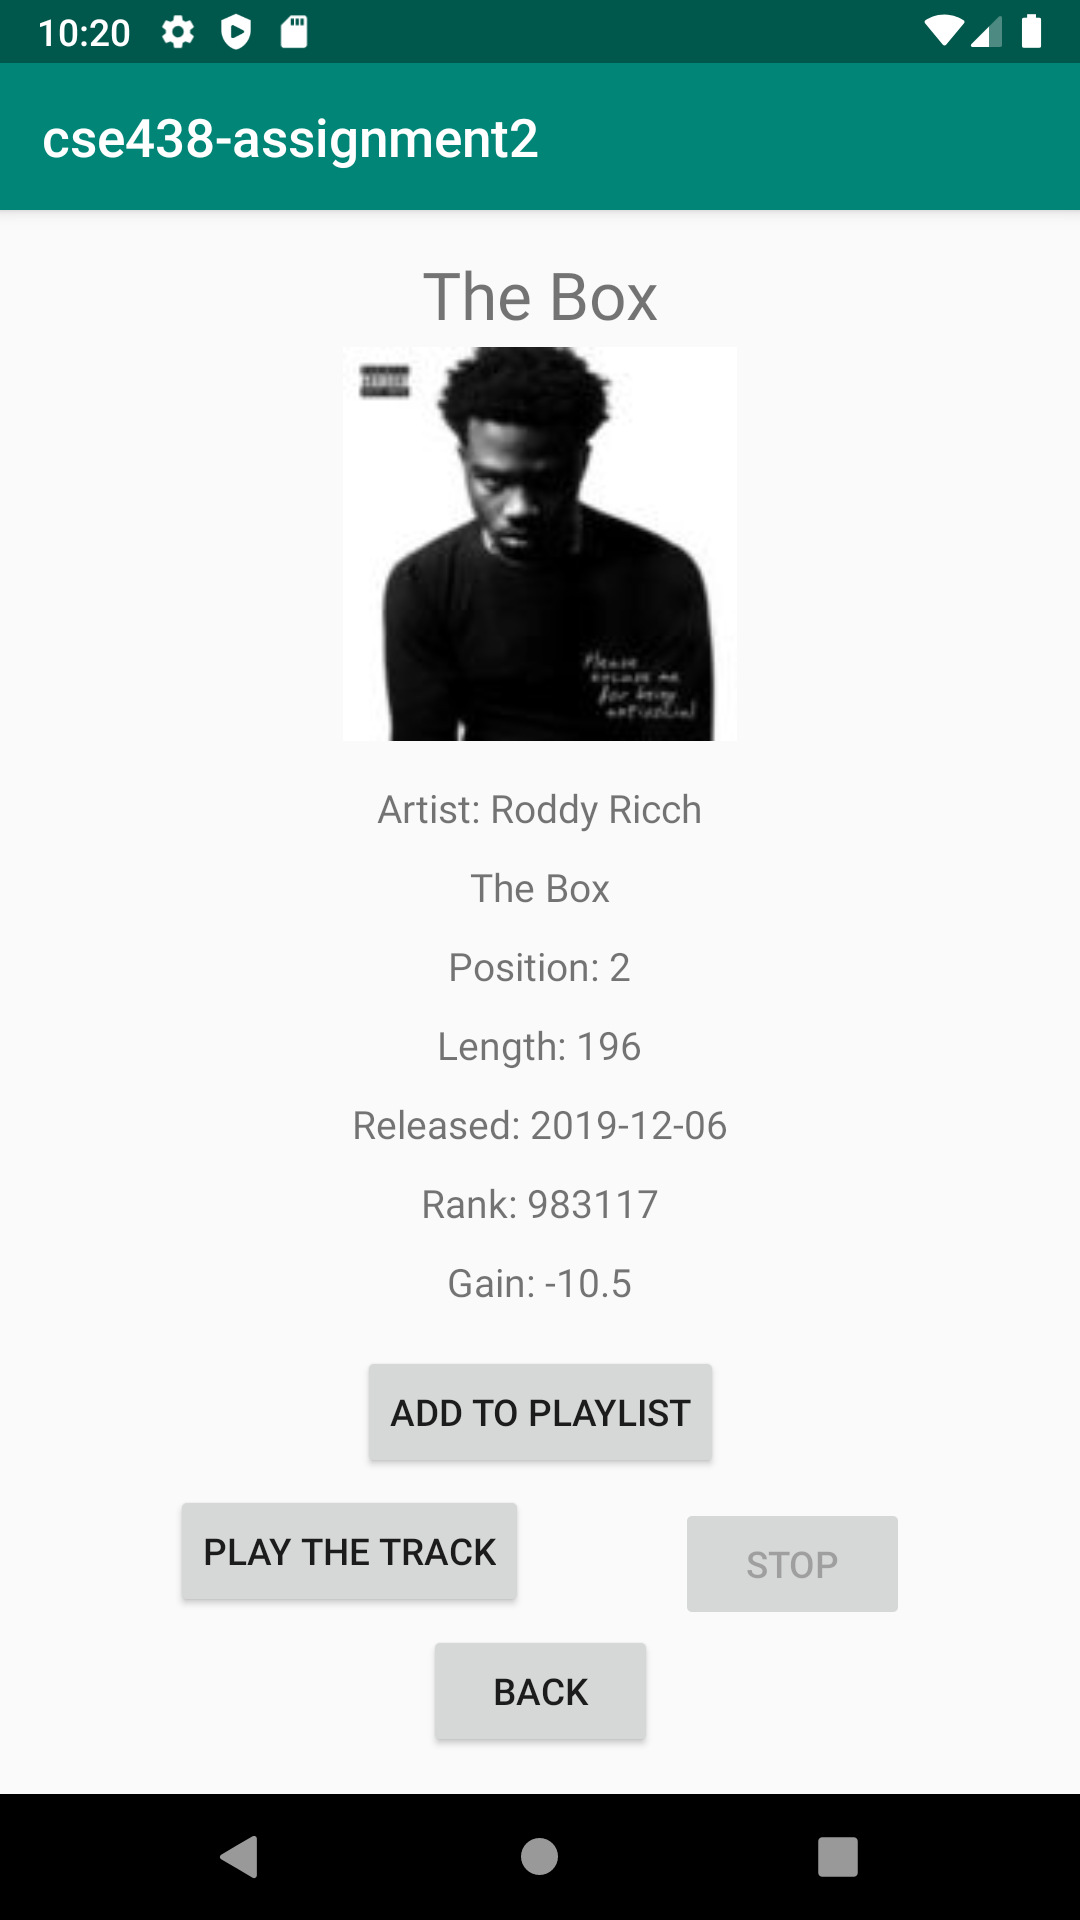 10:20
cse438-assignment2
The Box
Please
excuse me
for being
antisocial
Artist: Roddy Ricch
The Box
Position: 2
Length: 196
Released: 2019-12-06
Rank: 983117
Gain: -10.5
ADD TO PLAYLIST
PLAY THE TRACK
STOP
BACK